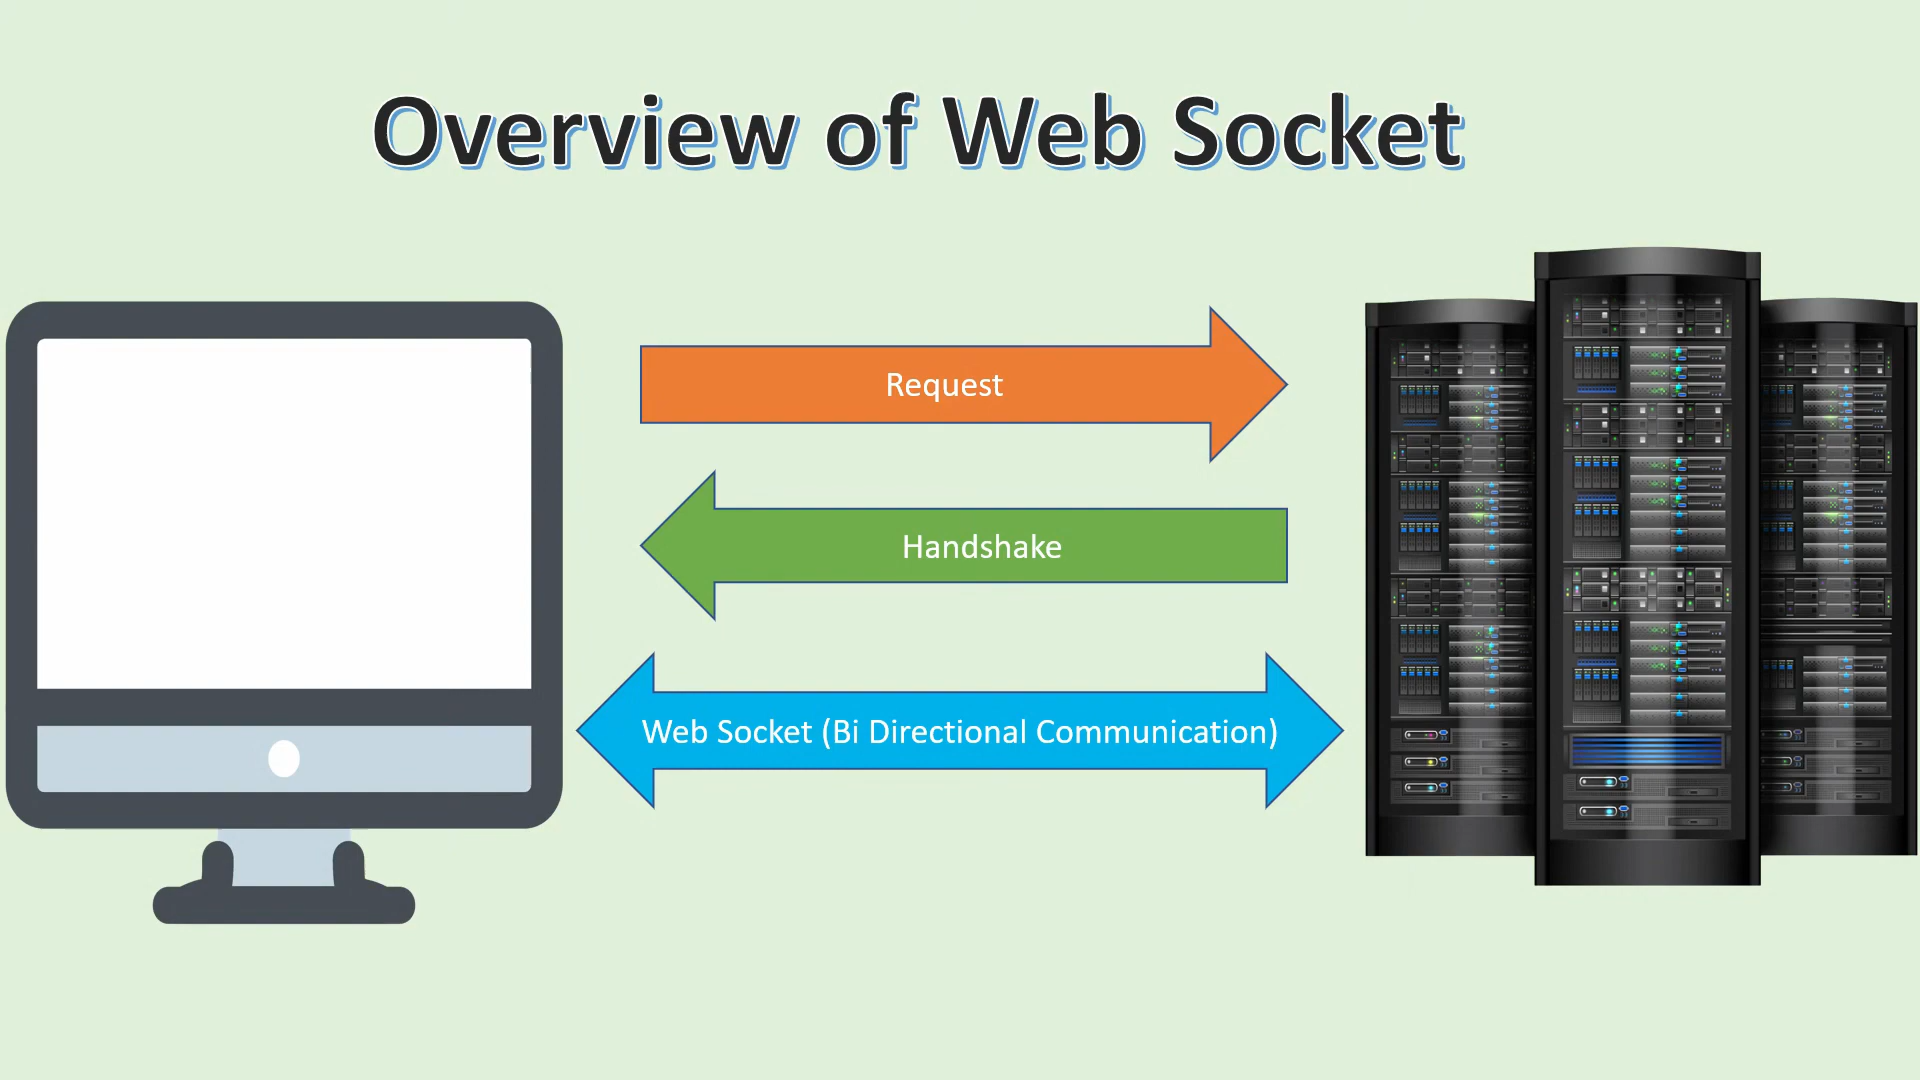 Overview of Web Socket
Request
Handshake
Web Socket (Bi Directional Communication)